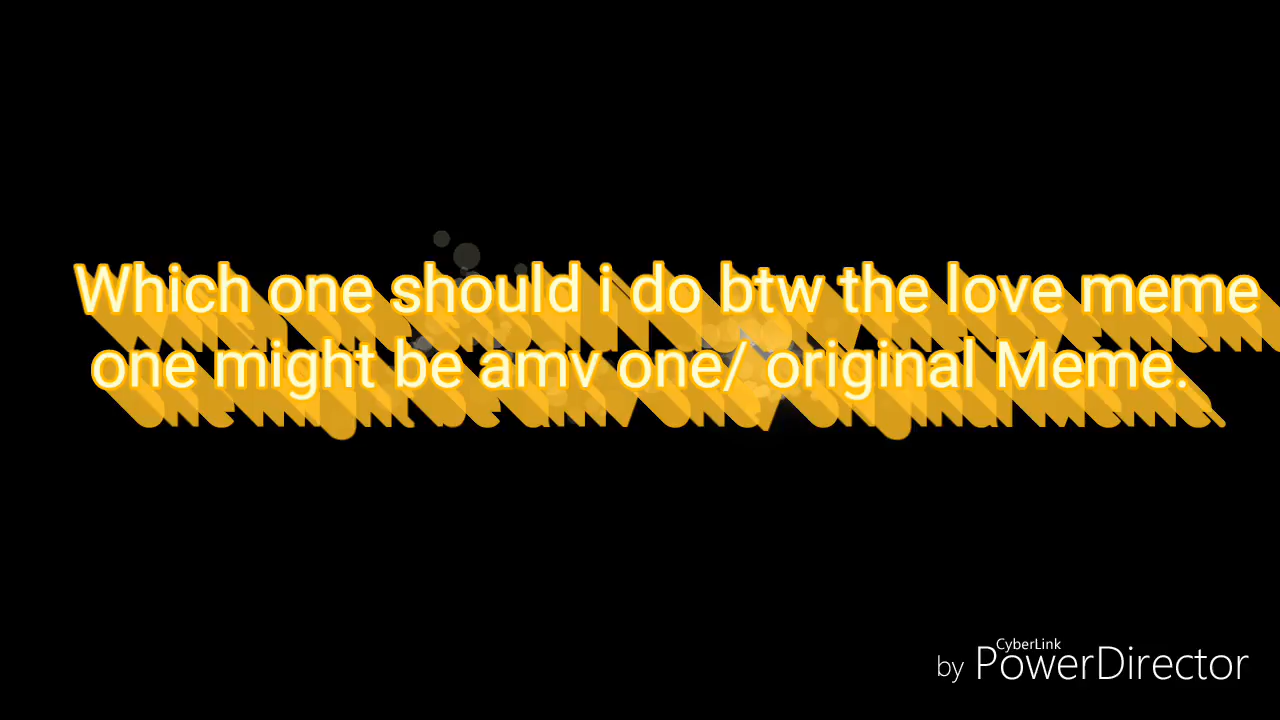 Which one should i do btw the love meme
one might be amv one/ original Meme.
CyberLink
by PowerDirector